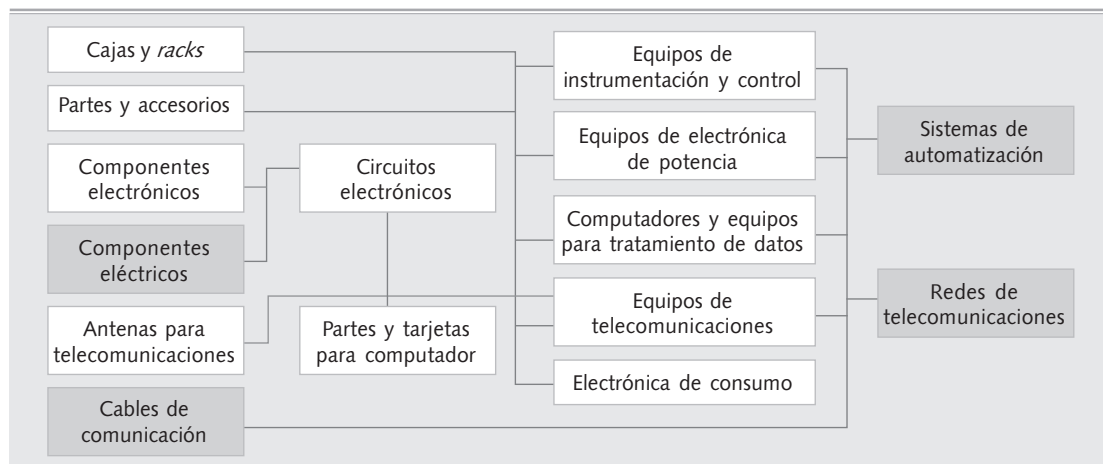 Cajas y racks
Partes y accesorios
Componentes
electrónicos
Componentes
eléctricos
Antenas para
telecomunicaciones
Cables de
comunicación
Circuitos
electrónicos
Partes y tarjetas
para computador
Equipos de
instrumentación y control
Equipos de electrónica
de potencia
Computadores y equipos
para tratamiento de datos
Equipos de
telecomunicaciones
Electrónica de consumo
Sistemas de
automatización
Redes de
telecomunicaciones